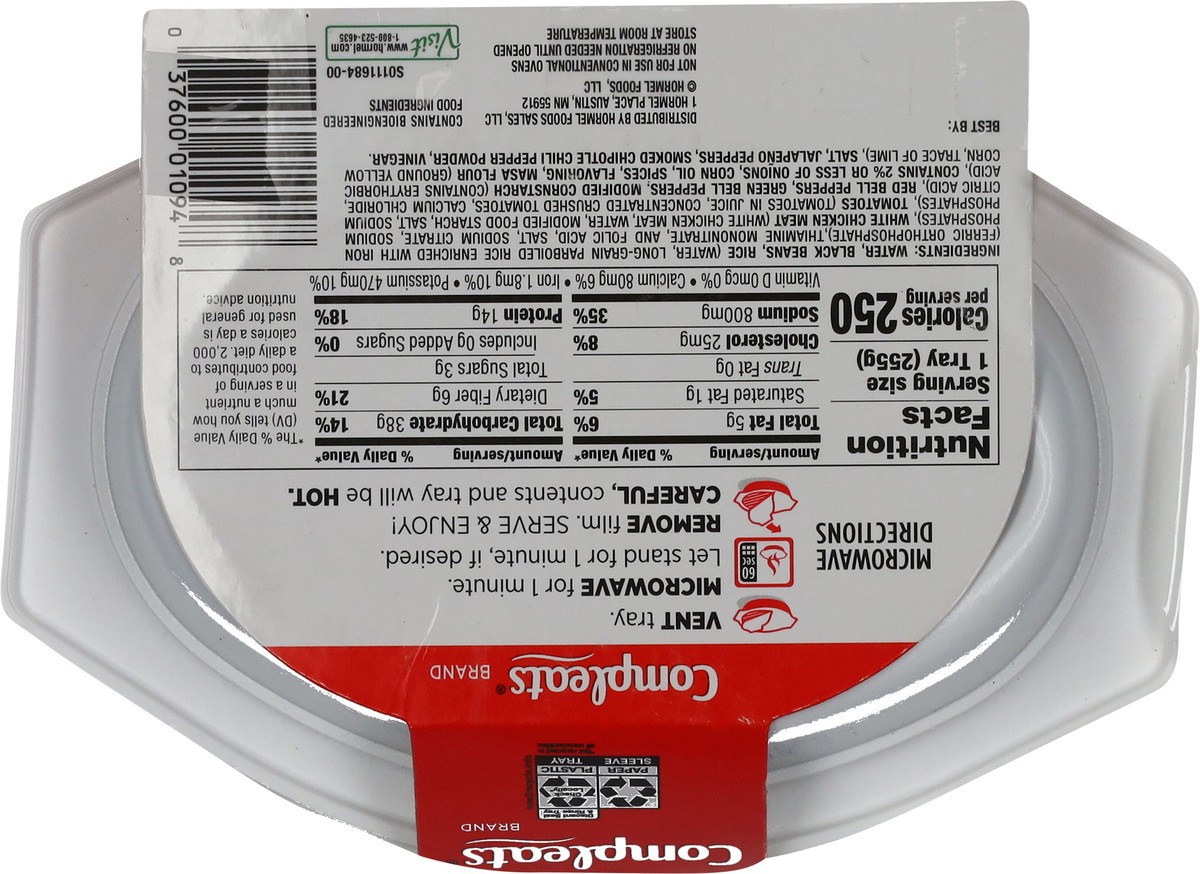 Compleats®
BRAND
Discard Seal
& Rinse Tray
Check
Locally*
PAPER
SLEEVE
PLASTIC
TRAY
*Not recycled in
all communities
how2recycle.info
Compleats® BRAND
MICROWAVE
DIRECTIONS
VENT tray.
60
sec
MICROWAVE for 1 minute.
Let stand for 1 minute, if desired.
REMOVE film. SERVE & ENJOY!
CAREFUL, contents and tray will be HOT.
Nutrition
Facts
Serving size
1 Tray (255g)
Calories 250
per serving
Amount/serving % Daily Value*
Total Fat 5g 6%
Saturated Fat 1g 5%
Trans Fat 0g
Cholesterol 25mg 8%
Sodium 800mg 35%
Amount/serving % Daily Value*
Total Carbohydrate 38g 14%
Dietary Fiber 6g 21%
Total Sugars 3g
Includes 0g Added Sugars 0%
Protein 14g 18%
Vitamin D 0mcg 0% • Calcium 80mg 6% • Iron 1.8mg 10% • Potassium 470mg 10%
*The % Daily Value
(DV) tells you how
much a nutrient
in a serving of
food contributes to
a daily diet. 2,000
calories a day is
used for general
nutrition advice.
INGREDIENTS: WATER, BLACK BEANS, RICE (WATER, LONG-GRAIN PARBOILED RICE ENRICHED WITH IRON
(FERRIC ORTHOPHOSPHATE),THIAMINE MONONITRATE, AND FOLIC ACID, SALT, SODIUM CITRATE, SODIUM
PHOSPHATES), WHITE CHICKEN MEAT (WHITE CHICKEN MEAT, WATER, MODIFIED FOOD STARCH, SALT, SODIUM
PHOSPHATES), TOMATOES (TOMATOES IN JUICE, CONCENTRATED CRUSHED TOMATOES, CALCIUM CHLORIDE,
CITRIC ACID), RED BELL PEPPERS, GREEN BELL PEPPERS, MODIFIED CORNSTARCH (CONTAINS ERYTHORBIC
ACID), CONTAINS 2% OR LESS OF ONIONS, CORN OIL, SPICES, FLAVORING, MASA FLOUR (GROUND YELLOW
CORN, TRACE OF LIME), SALT, JALAPEÑO PEPPERS, SMOKED CHIPOTLE CHILI PEPPER POWDER, VINEGAR.
BEST BY:
DISTRIBUTED BY HORMEL FOODS SALES, LLC
1 HORMEL PLACE, AUSTIN, MN 55912
© HORMEL FOODS, LLC
NOT FOR USE IN CONVENTIONAL OVENS
NO REFRIGERATION NEEDED UNTIL OPENED
STORE AT ROOM TEMPERATURE
CONTAINS BIOENGINEERED
FOOD INGREDIENTS
S0111684-00
Visit www.hormel.com
1-800-523-4635
0 37600 01094 8